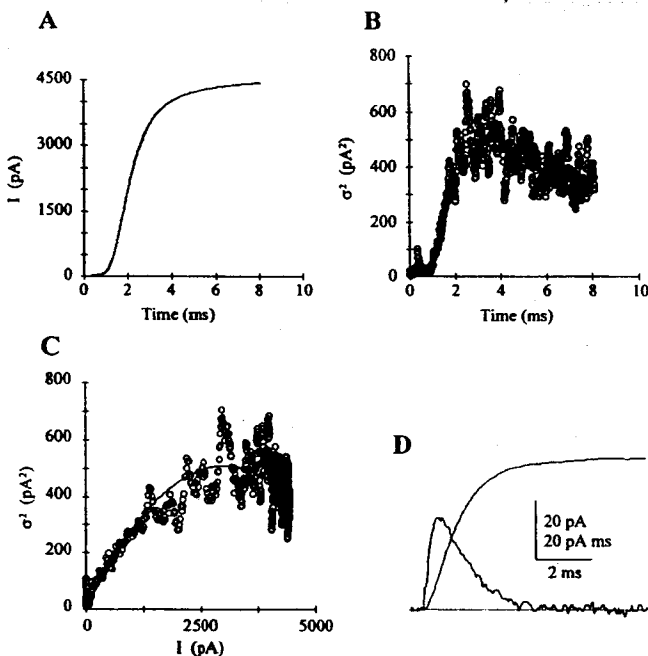 A
4500
3000
1500
0
I (pA)
0 2 4 6 8 10
Time (ms)
B
800
600
400
200
0
σ² (pA²)
0 2 4 6 8 10
Time (ms)
C
800
600
400
200
0
σ² (pA²)
0 2500 5000
I (pA)
D
20 pA
20 pA ms
2 ms